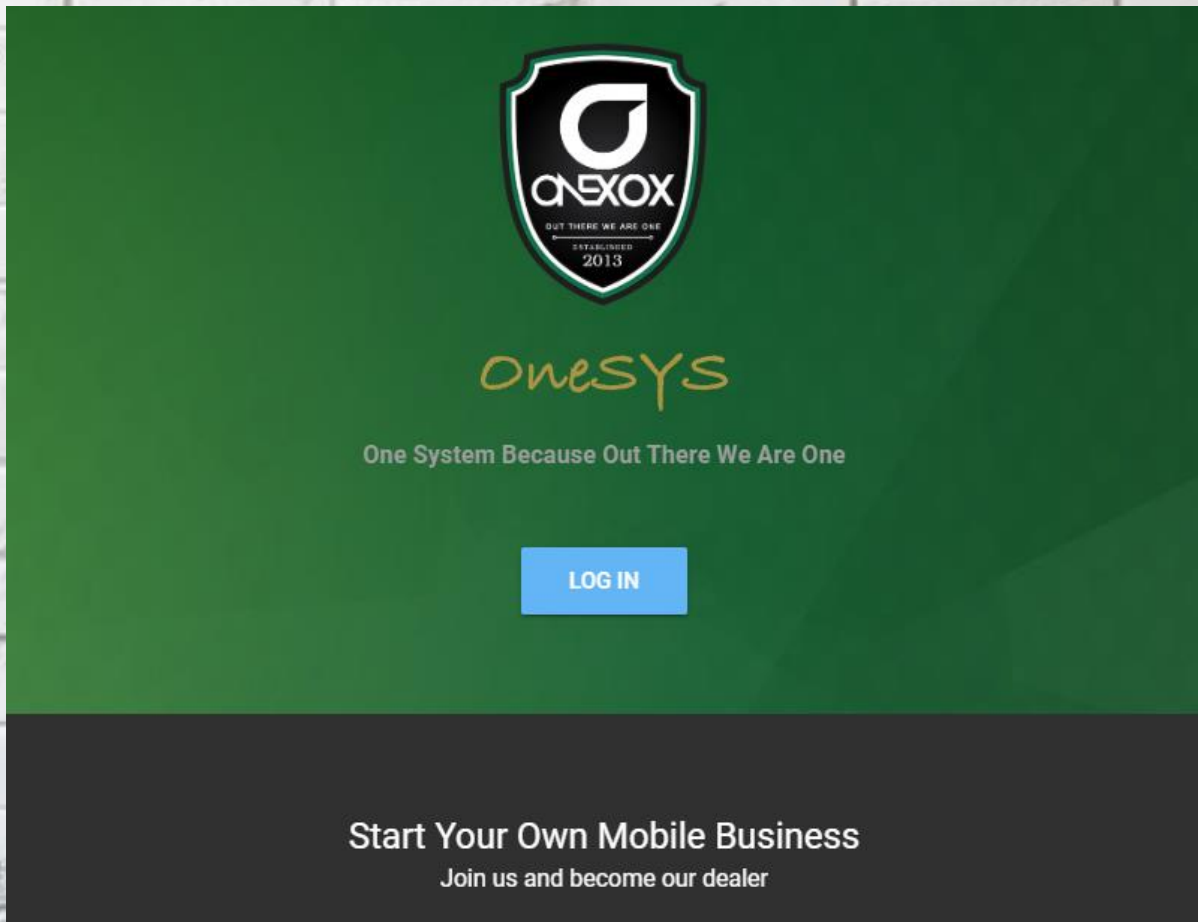 ONEXOX
OUT THERE WE ARE ONE
ESTABLISHED
2013
OneSYS
One System Because Out There We Are One
LOG IN
Start Your Own Mobile Business
Join us and become our dealer